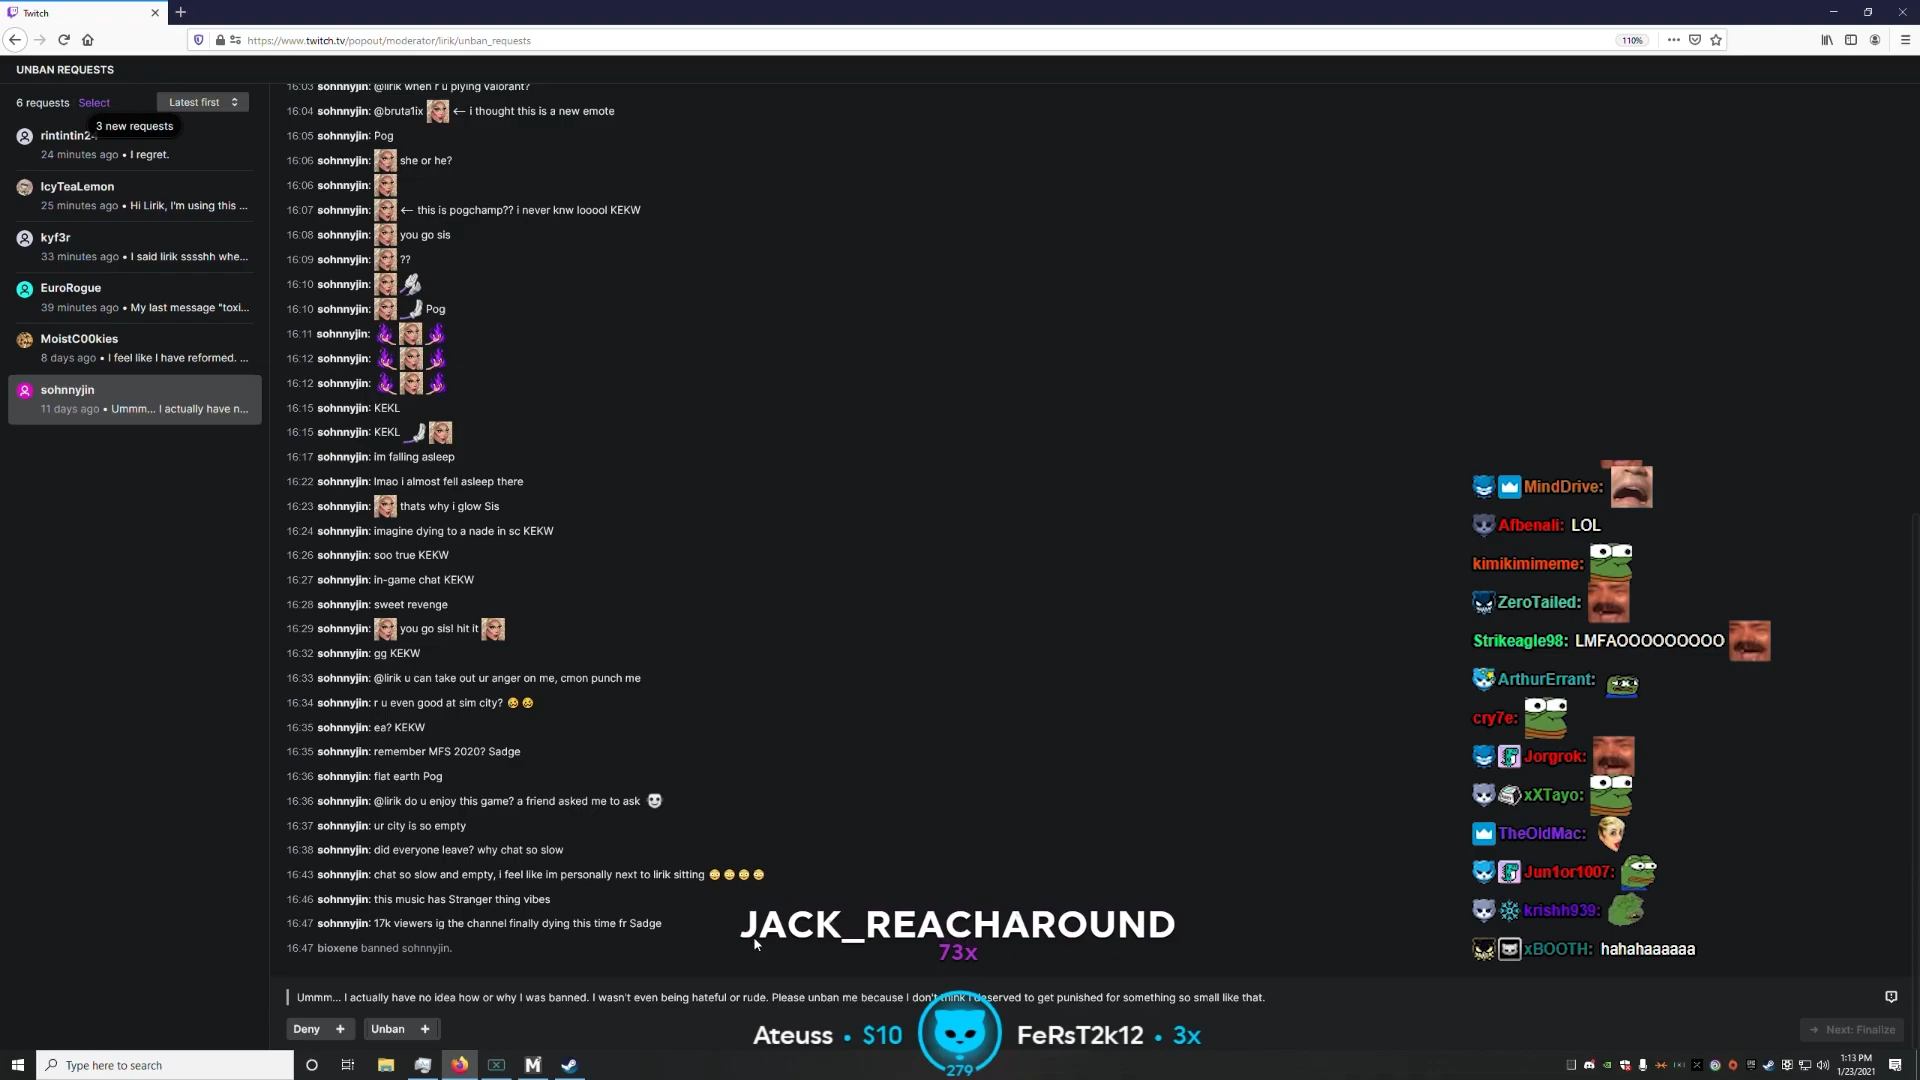 Twitch
https://www.twitch.tv/popout/moderator/lirik/unban_requests
110%
UNBAN REQUESTS
6 requests Select Latest first
3 new requests
rintintin2
24 minutes ago • I regret.
IcyTeaLemon
25 minutes ago • Hi Lirik, I'm using this ...
kyf3r
33 minutes ago • I said lirik sssshh whe...
EuroRogue
39 minutes ago • My last message "toxi...
MoistC00kies
8 days ago • I feel like I have reformed. ...
sohnnyjin
11 days ago • Ummm... I actually have n...
16:03 sohnnyjin: @lirik when r u plying valorant?
16:04 sohnnyjin: @bruta1ix ← i thought this is a new emote
16:05 sohnnyjin: Pog
16:06 sohnnyjin: she or he?
16:06 sohnnyjin:
16:07 sohnnyjin: ← this is pogchamp?? i never knw looool KEKW
16:08 sohnnyjin: you go sis
16:09 sohnnyjin: ??
16:10 sohnnyjin:
16:10 sohnnyjin: Pog
16:11 sohnnyjin:
16:12 sohnnyjin:
16:12 sohnnyjin:
16:15 sohnnyjin: KEKL
16:15 sohnnyjin: KEKL
16:17 sohnnyjin: im falling asleep
16:22 sohnnyjin: lmao i almost fell asleep there
16:23 sohnnyjin: thats why i glow Sis
16:24 sohnnyjin: imagine dying to a nade in sc KEKW
16:26 sohnnyjin: soo true KEKW
16:27 sohnnyjin: in-game chat KEKW
16:28 sohnnyjin: sweet revenge
16:29 sohnnyjin: you go sis! hit it
16:32 sohnnyjin: gg KEKW
16:33 sohnnyjin: @lirik u can take out ur anger on me, cmon punch me
16:34 sohnnyjin: r u even good at sim city?
16:35 sohnnyjin: ea? KEKW
16:35 sohnnyjin: remember MFS 2020? Sadge
16:36 sohnnyjin: flat earth Pog
16:36 sohnnyjin: @lirik do u enjoy this game? a friend asked me to ask
16:37 sohnnyjin: ur city is so empty
16:38 sohnnyjin: did everyone leave? why chat so slow
16:43 sohnnyjin: chat so slow and empty, i feel like im personally next to lirik sitting
16:46 sohnnyjin: this music has Stranger thing vibes
16:47 sohnnyjin: 17k viewers ig the channel finally dying this time fr Sadge
16:47 bioxene banned sohnnyjin.
Ummm... I actually have no idea how or why I was banned. I wasn't even being hateful or rude. Please unban me because I don't think I deserved to get punished for something so small like that.
Deny + Unban +
Next: Finalize
MindDrive:
Afbenali: LOL
kimikimimeme:
ZeroTailed:
Strikeagle98: LMFAOOOOOOOOO
ArthurErrant:
cry7e:
Jorgrok:
xXTayo:
TheOldMac:
Jun1or1007:
krishh939:
xBOOTH: hahahaaaaaa
JACK_REACHAROUND
73x
Ateuss • $10
279
FeRsT2k12 • 3x
Type here to search
1:13 PM
1/23/2021